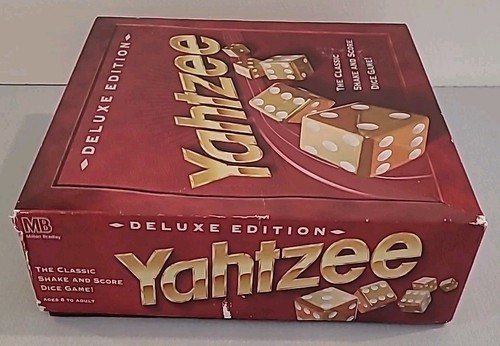 ◆DELUXE EDITION◆
Yahtzee
The Classic
Shake and Score
Dice Game!
MB
Milton Bradley
◆DELUXE EDITION◆
The Classic
Shake and Score
Dice Game!
Ages 8 to Adult
Yahtzee